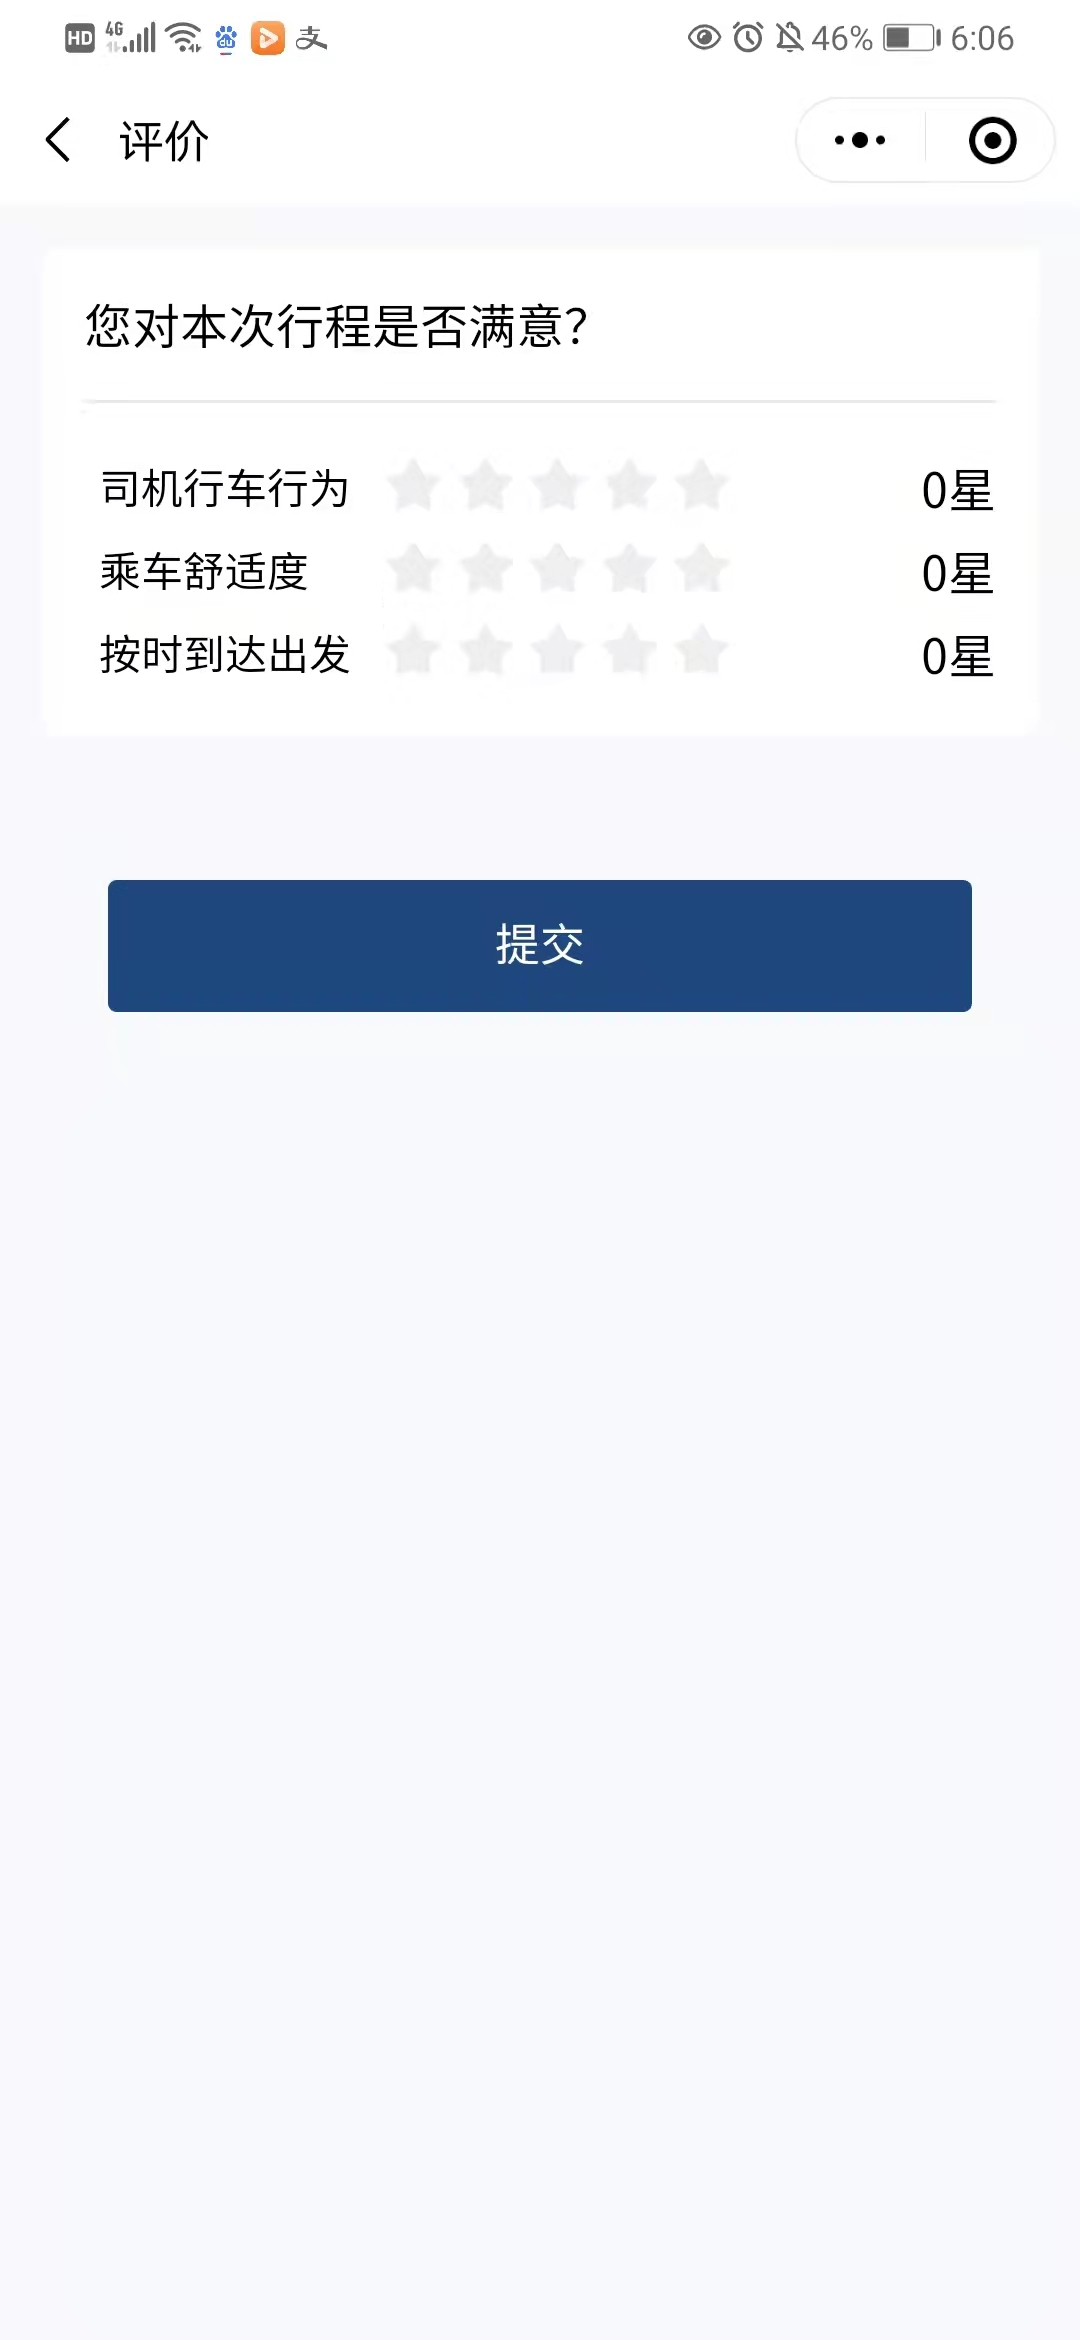 HD 4G 46% 6:06
评价
您对本次行程是否满意?
司机行车行为 0星
乘车舒适度 0星
按时到达出发 0星
提交